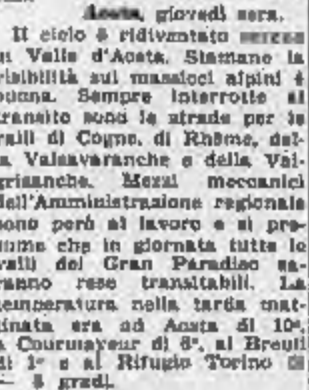 Aosta, giovedì sera.
Il cielo è ridiventato sereno
in Valle d'Aosta. Stamane la
visibilità sui massicci alpini è
buona. Sempre interrotte al
transito sono le strade per le
valli di Cogne, di Rhême, del-
la Valsavaranche e della Val-
grisanche. Mezzi meccanici
dell'Amministrazione regionale
sono però al lavoro e si pre-
sume che in giornata tutte le
valli del Gran Paradiso sa-
ranno rese transitabili. La
temperatura nella tarda mat-
tinata era ad Aosta di 10°,
a Courmayeur di 6°, al Breuil
di 1° e al Rifugio Torino di
— 8 gradi.